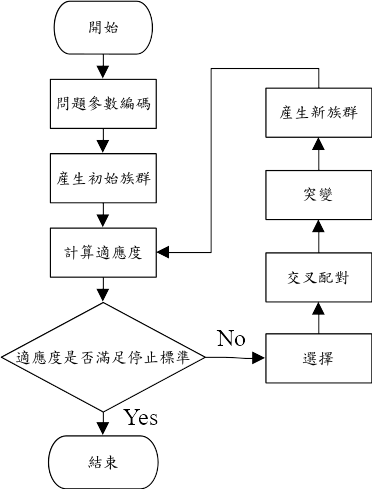 開始
問題參數編碼
產生初始族群
計算適應度
適應度是否滿足停止標準
No
Yes
選擇
交叉配對
突變
產生新族群
結束